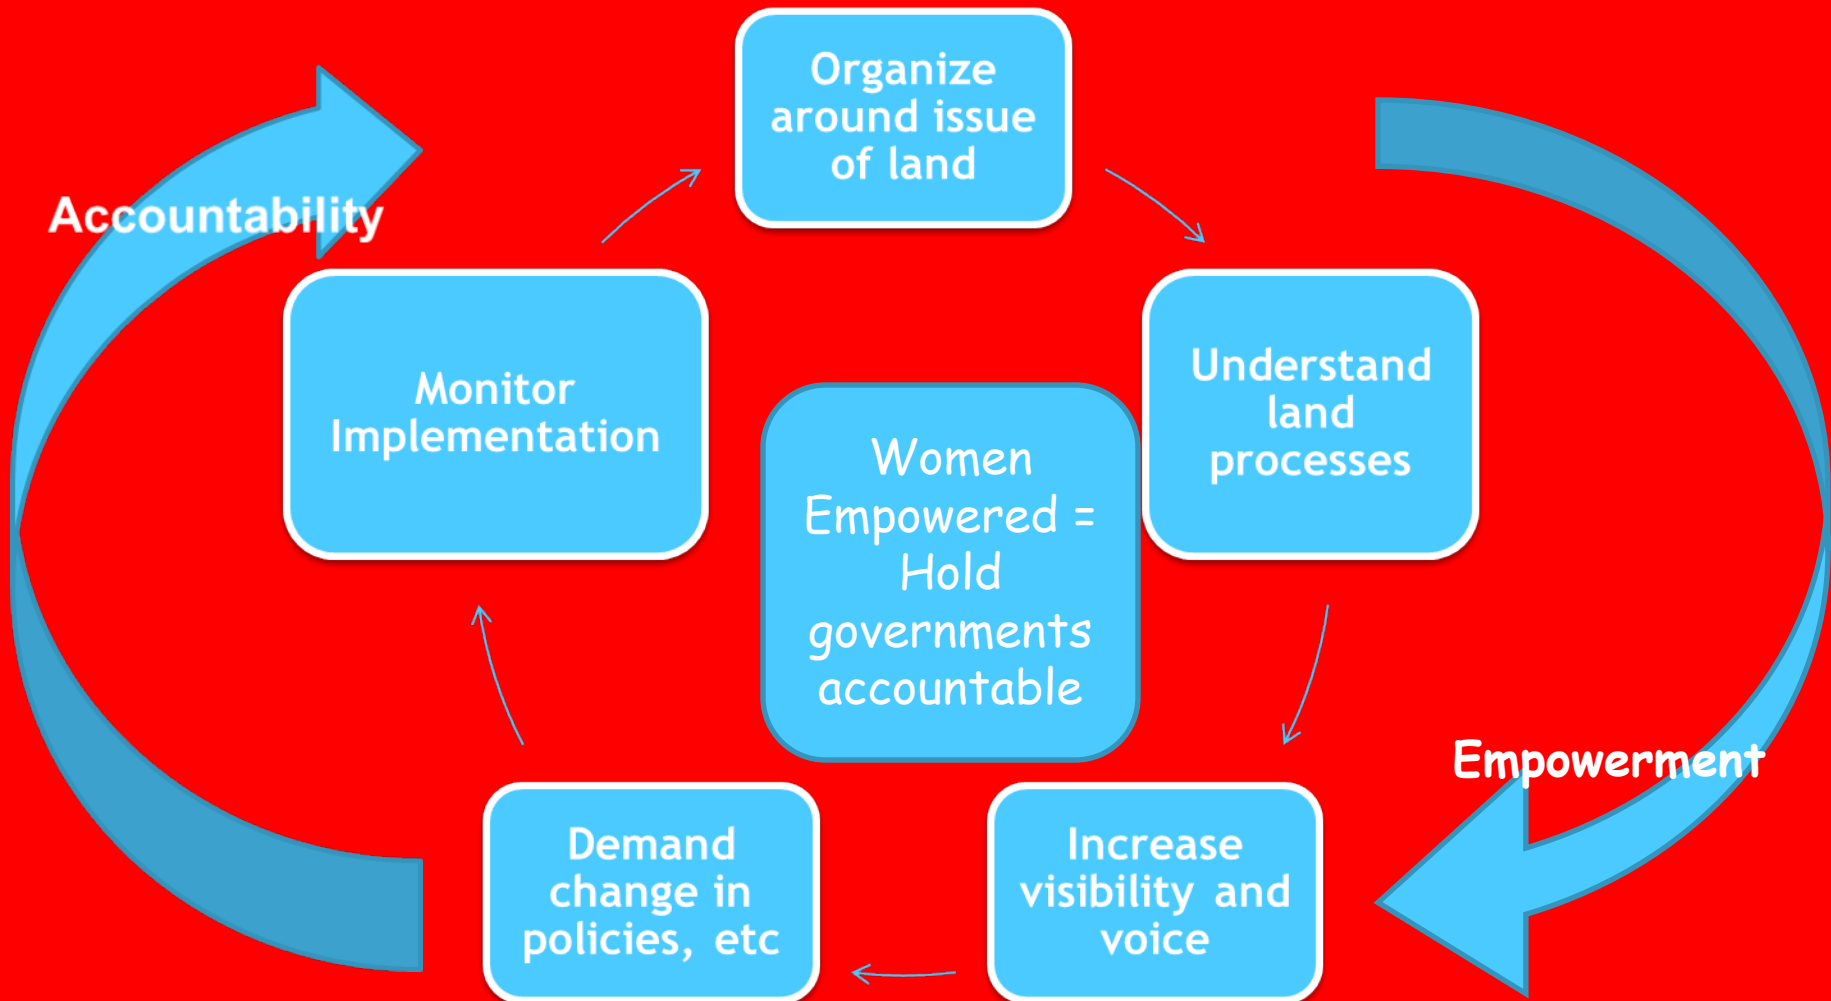 Organize
around issue
of land
Accountability
Understand
land
processes
Monitor
Implementation
Women
Empowered =
Hold
governments
accountable
Empowerment
Increase
visibility and
voice
Demand
change in
policies, etc